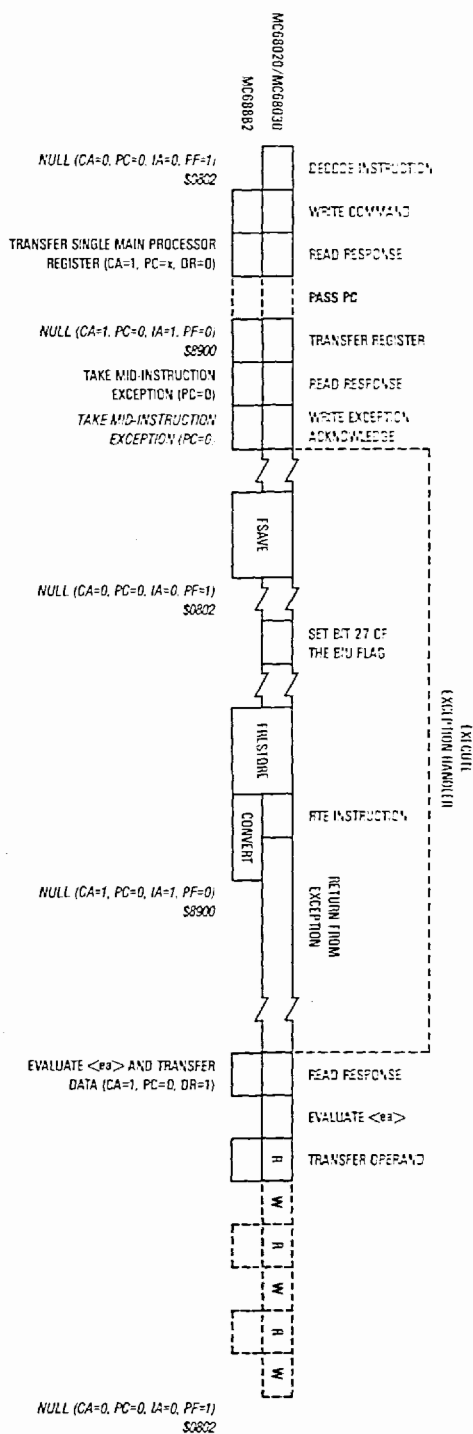 MC68020/MC68030
MC68882
NULL (CA=0, PC=0, IA=0, PF=1)
$0802
DECODE INSTRUCTION
WRITE COMMAND
TRANSFER SINGLE MAIN PROCESSOR
REGISTER (CA=1, PC=x, DR=0)
READ RESPONSE
PASS PC
NULL (CA=1, PC=0, IA=1, PF=0)
$8900
TRANSFER REGISTER
TAKE MID-INSTRUCTION
EXCEPTION (PC=0)
READ RESPONSE
TAKE MID-INSTRUCTION
EXCEPTION (PC=0.
WRITE EXCEPTION
ACKNOWLEDGE
FSAVE
NULL (CA=0, PC=0, IA=0, PF=1)
$0802
SET BIT 27 OF
THE BIU FLAG
EXECUTE
EXCEPTION HANDLER
FRESTORE
CONVERT
RTE INSTRUCTION
NULL (CA=1, PC=0, IA=1, PF=0)
$8900
RETURN FROM
EXCEPTION
EVALUATE <ea> AND TRANSFER
DATA (CA=1, PC=0, DR=1)
READ RESPONSE
EVALUATE <ea>
R
TRANSFER OPERAND
W
R
W
R
W
NULL (CA=0, PC=0, IA=0, PF=1)
$0802